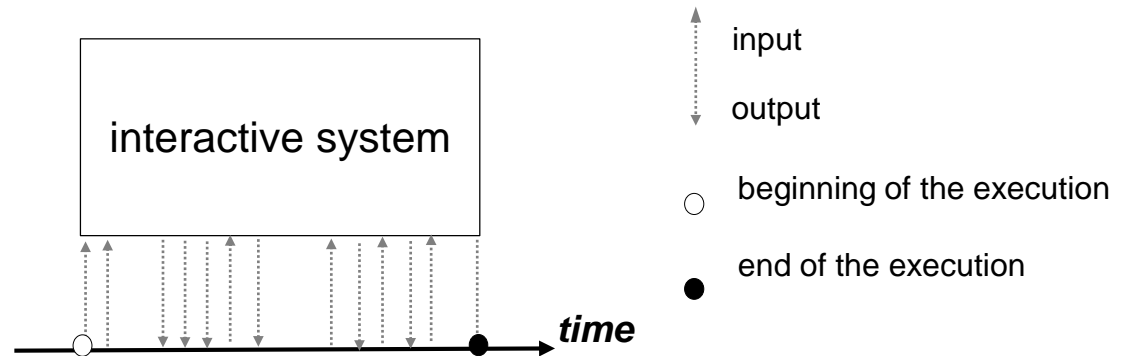 interactive system
time
input
output
beginning of the execution
end of the execution